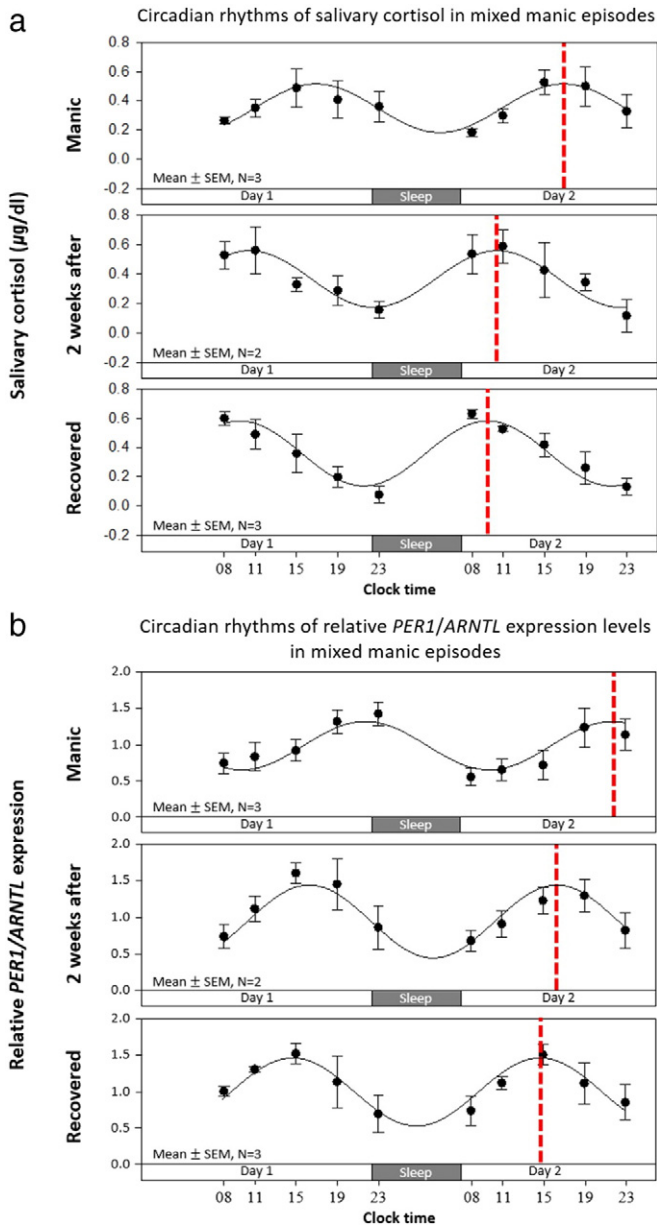 a
Circadian rhythms of salivary cortisol in mixed manic episodes
Salivary cortisol (µg/dl)
Manic
0.8
0.6
0.4
0.2
0.0
-0.2
Mean ± SEM, N=3
Day 1 Sleep Day 2
2 weeks after
0.8
0.6
0.4
0.2
0.0
-0.2
Mean ± SEM, N=2
Day 1 Sleep Day 2
Recovered
0.8
0.6
0.4
0.2
0.0
-0.2
Mean ± SEM, N=3
Day 1 Sleep Day 2
08 11 15 19 23 08 11 15 19 23
Clock time
b
Circadian rhythms of relative PER1/ARNTL expression levels
in mixed manic episodes
Relative PER1/ARNTL expression
Manic
2.0
1.5
1.0
0.5
0.0
Mean ± SEM, N=3
Day 1 Sleep Day 2
2 weeks after
2.0
1.5
1.0
0.5
0.0
Mean ± SEM, N=2
Day 1 Sleep Day 2
Recovered
2.0
1.5
1.0
0.5
0.0
Mean ± SEM, N=3
Day 1 Sleep Day 2
08 11 15 19 23 08 11 15 19 23
Clock time